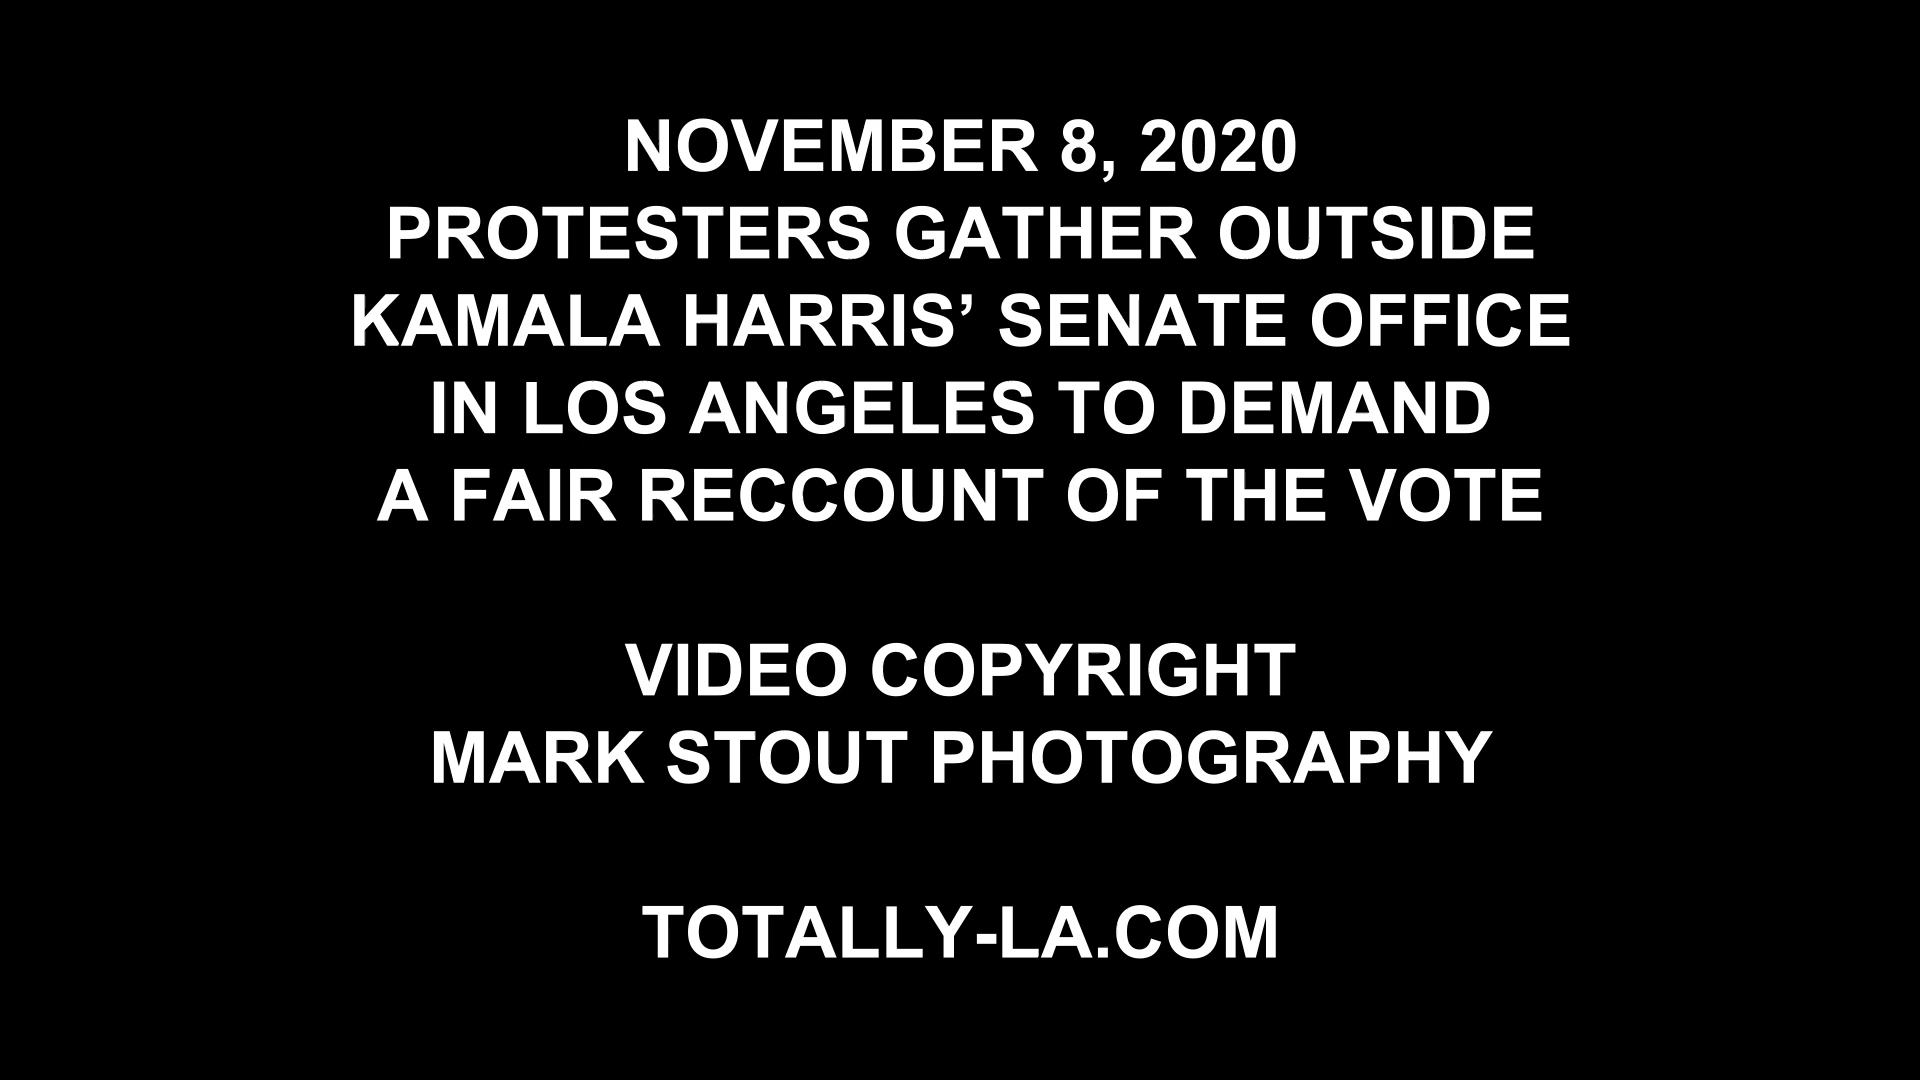 NOVEMBER 8, 2020
PROTESTERS GATHER OUTSIDE
KAMALA HARRIS’ SENATE OFFICE
IN LOS ANGELES TO DEMAND
A FAIR RECCOUNT OF THE VOTE
VIDEO COPYRIGHT
MARK STOUT PHOTOGRAPHY
TOTALLY-LA.COM